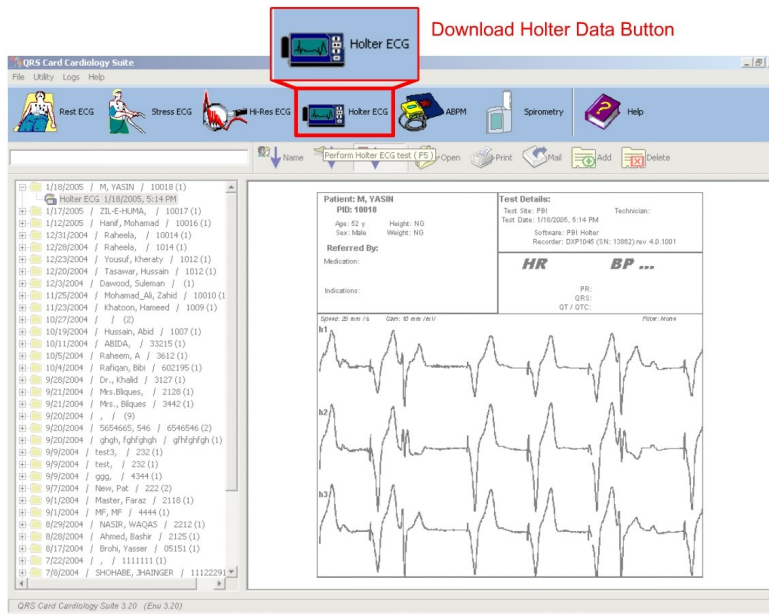 Download Holter Data Button
Holter ECG
QRS Card Cardiology Suite
File Utility Logs Help
Rest ECG Stress ECG Hi-Res ECG Holter ECG ABPM Spirometry Help
Name Perform Holter ECG test ( F5 ) Open Print Mail Add Delete
1/18/2005 / M, YASIN / 10018 (1)
Holter ECG 1/18/2005, 5:14 PM
1/17/2005 / ZIL-E-HUMA, / 10017 (1)
1/12/2005 / Hanif, Mohamad / 10016 (1)
12/31/2004 / Raheela, / 10014 (1)
12/28/2004 / Raheela, / 1014 (1)
12/23/2004 / Yousuf, Kheraty / 1012 (1)
12/20/2004 / Tasawar, Hussain / 1012 (1)
12/3/2004 / Dawood, Suleman / (1)
11/25/2004 / Mohamad_Ali, Zahid / 10010 (1
11/23/2004 / Khatoon, Hameed / 1009 (1)
10/27/2004 / / (2)
10/19/2004 / Hussain, Abid / 1007 (1)
10/11/2004 / ABIDA, / 33215 (1)
10/5/2004 / Raheem, A / 3612 (1)
10/4/2004 / Rafiqan, Bibi / 602195 (1)
9/28/2004 / Dr., Khalid / 3127 (1)
9/21/2004 / Mrs.Bliques, / 2128 (1)
9/21/2004 / Mrs., Bilques / 3442 (1)
9/20/2004 / , / (9)
9/20/2004 / 5654665, 546 / 6546546 (2)
9/20/2004 / ghgh, fghfghgh / gfhfghfgh (1)
9/9/2004 / test3, / 232 (1)
9/9/2004 / test, / 232 (1)
9/9/2004 / ggg, / 4344 (1)
9/7/2004 / New, Pat / 222 (2)
9/1/2004 / Master, Faraz / 2118 (1)
9/1/2004 / MF, MF / 4444 (1)
8/29/2004 / NASIR, WAQAS / 2212 (1)
8/28/2004 / Ahmed, Bashir / 2125 (1)
8/17/2004 / Brohi, Yasser / 05151 (1)
7/22/2004 / , / 1111111 (1)
7/8/2004 / SHOHABE, JHAINGER / 11122291
Patient: M, YASIN
PID: 10018
Age: 52 y Height: NG
Sex: Male Weight: NG
Referred By:
Medication:
Indications:
Test Details:
Test Site: PBI Technician:
Test Date: 1/18/2005, 5:14 PM
Software: PBI Holter
Recorder: DXP1045 (SN: 13862) rev 4.0.1001
HR BP ...
PR:
QRS:
QT / QTC:
Speed: 25 mm /s Gain: 10 mm /mV Filter: None
h1
h2
h3
QRS Card Cardiology Suite 3.20 (Enu 3.20)